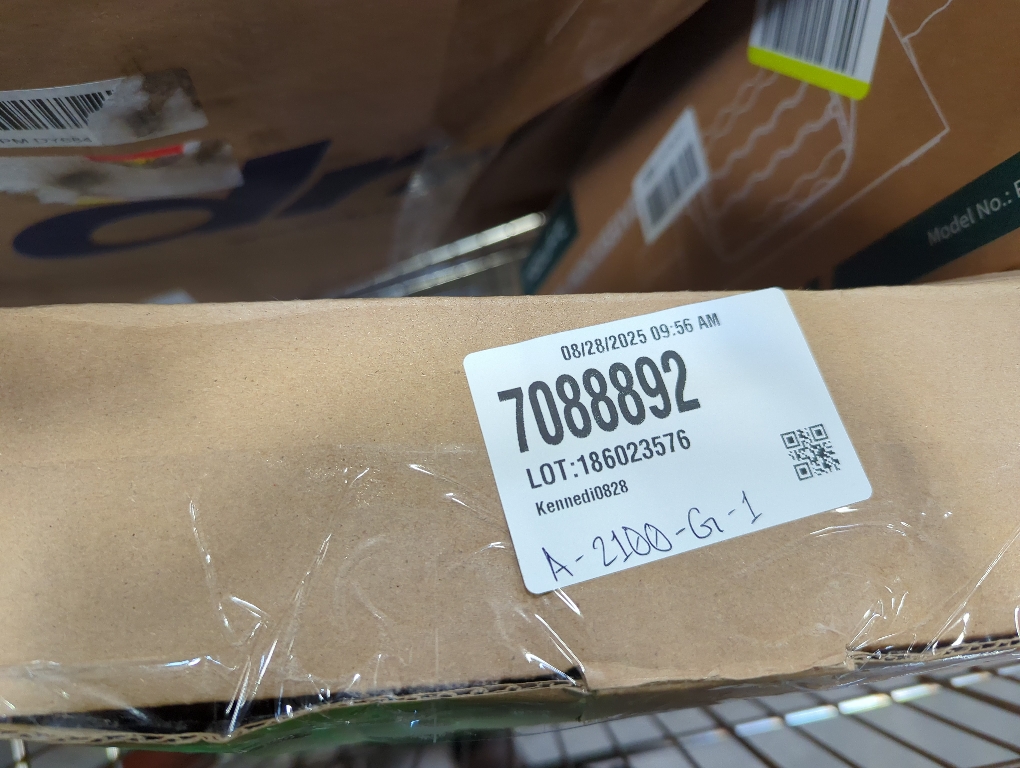 Model No.:
08/28/2025 09:56 AM
7088892
LOT:186023576
Kennedi0828
A-2100-G-1